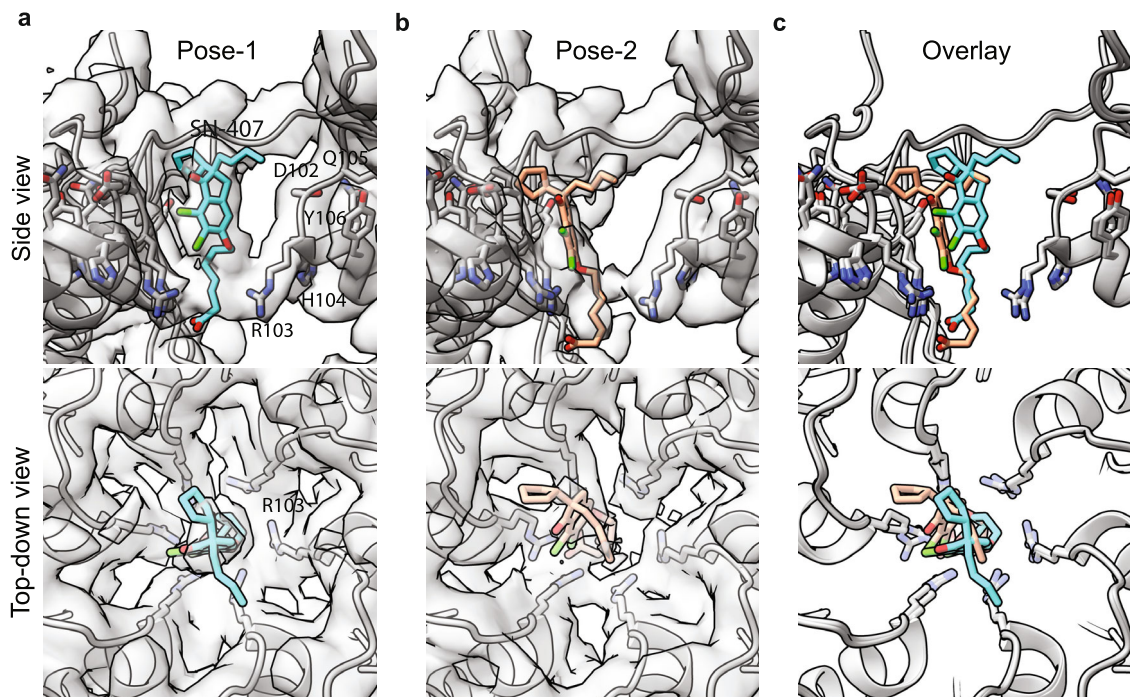 a
b
c
Pose-1
Pose-2
Overlay
Side view
SN-407
D102
Q105
Y106
H104
R103
Top-down view
R103